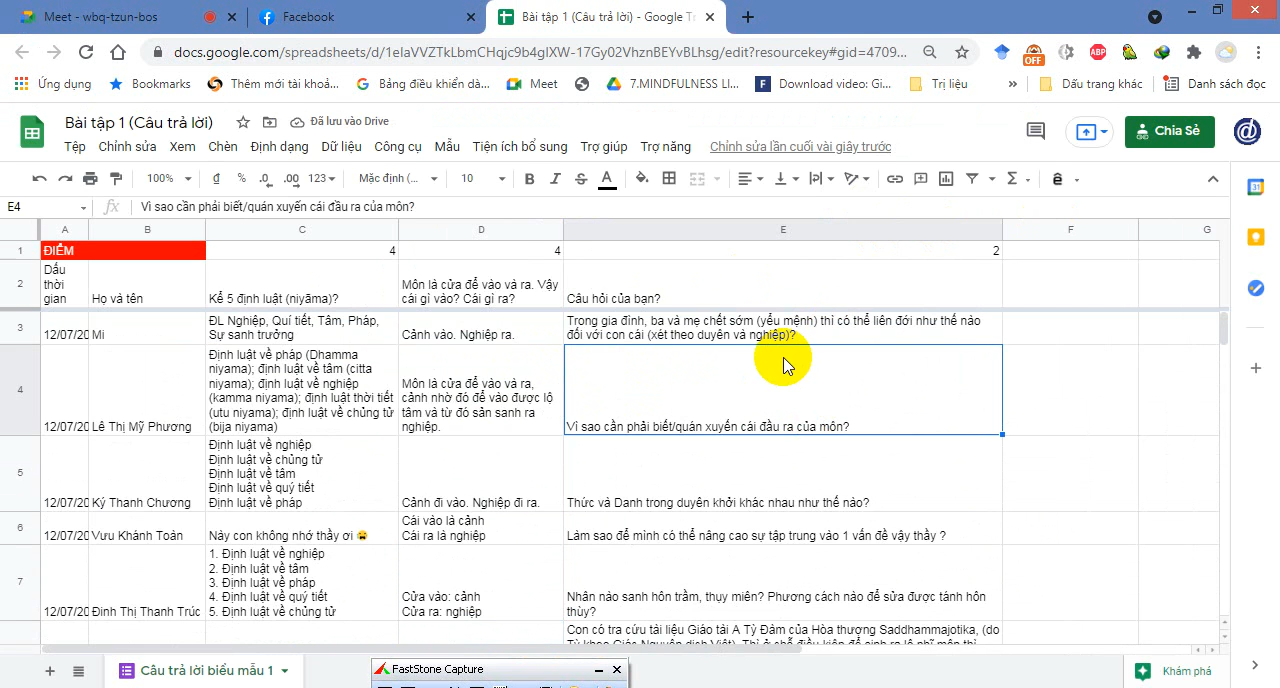 Meet - wbq-tzun-bos
Facebook
Bài tập 1 (Câu trả lời) - Google T
docs.google.com/spreadsheets/d/1elaVVZTkLbmCHqjc9b4gIXW-17Gy02VhznBEYvBLhsg/edit?resourcekey#gid=4709...
OFF
ABP
Ứng dụng
Bookmarks
Thêm mới tài khoả...
Bảng điều khiển dà...
Meet
7.MINDFULNESS LI...
Download video: Gi...
Trị liệu
»
Dấu trang khác
Danh sách đọc
Bài tập 1 (Câu trả lời)
Đã lưu vào Drive
Chia Sẻ
Tệp Chỉnh sửa Xem Chèn Định dạng Dữ liệu Công cụ Mẫu Tiện ích bổ sung Trợ giúp Trợ năng Chỉnh sửa lần cuối vài giây trước
100% ₫ % .0 .00 123 Mặc định (... 10 B I S A
E4 fx Vì sao cần phải biết/quán xuyến cái đầu ra của môn?
A B C D E F G
1 ĐIỂM 4 4 2
2
Dấu thời gian
Họ và tên
Kể 5 định luật (niyāma)?
Môn là cửa để vào và ra. Vậy
cái gì vào? Cái gì ra?
Câu hỏi của bạn?
3
12/07/20
Mi
ĐL Nghiệp, Quí tiết, Tâm, Pháp,
Sự sanh trưởng
Cảnh vào. Nghiệp ra.
Trong gia đình, ba và mẹ chết sớm (yểu mệnh) thì có thể liên đới như thế nào
đối với con cái (xét theo duyên và nghiệp)?
4
12/07/20
Lê Thị Mỹ Phương
Định luật về pháp (Dhamma
niyama); định luật về tâm (citta
niyama); định luật về nghiệp
(kamma niyama); định luật thời tiết
(utu niyama); định luật về chủng tử
(bija niyama)
Môn là cửa để vào và ra,
cảnh nhờ đó để vào được lộ
tâm và từ đó sản sanh ra
nghiệp.
Vì sao cần phải biết/quán xuyến cái đầu ra của môn?
5
12/07/20
Ký Thanh Chương
Định luật về nghiệp
Định luật về chủng tử
Định luật về tâm
Định luật về quý tiết
Định luật về pháp
Cảnh đi vào. Nghiệp đi ra.
Thức và Danh trong duyên khởi khác nhau như thế nào?
6
12/07/20
Vưu Khánh Toàn
Này con không nhớ thầy ơi 😫
Cái vào là cảnh
Cái ra là nghiệp
Làm sao để mình có thể nâng cao sự tập trung vào 1 vấn đề vậy thầy ?
7
12/07/20
Đinh Thị Thanh Trúc
1. Định luật về nghiệp
2. Định luật về tâm
3. Định luật về pháp
4. Định luật về quý tiết
5. Định luật về chủng tử
Cửa vào: cảnh
Cửa ra: nghiệp
Nhân nào sanh hôn trầm, thụy miên? Phương cách nào để sửa được tánh hôn
thùy?
Con có tra cứu tài liệu Giáo tài A Tỳ Đàm của Hòa thượng Saddhammajotika, (do
Câu trả lời biểu mẫu 1
FastStone Capture
Khám phá